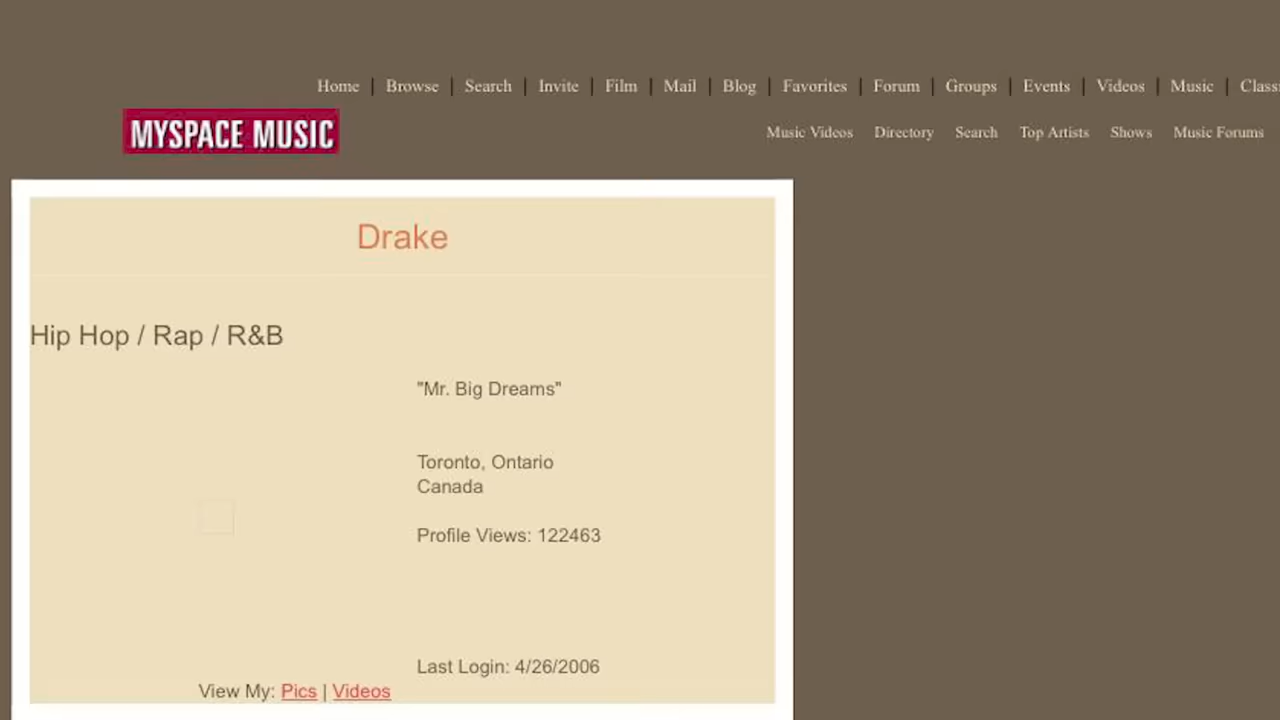 Home | Browse | Search | Invite | Film | Mail | Blog | Favorites | Forum | Groups | Events | Videos | Music | Classi
MYSPACE MUSIC
Music Videos Directory Search Top Artists Shows Music Forums
Drake
Hip Hop / Rap / R&B
"Mr. Big Dreams"
Toronto, Ontario
Canada
Profile Views: 122463
Last Login: 4/26/2006
View My: Pics | Videos